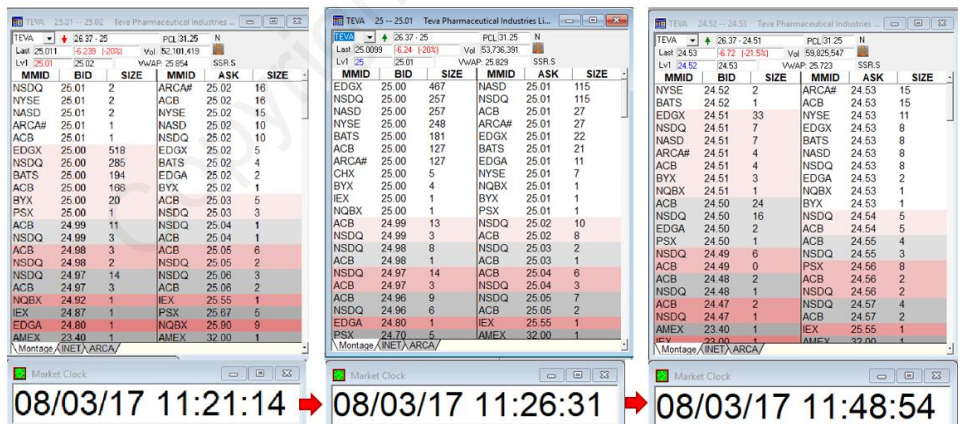 TEVA 25.01 -- 25.02 Teva Pharmaceutical Industries ...
TEVA 26.37 - 25 PCL 31.25 N
Last 25.011 -6.239 (-20%) Vol 52,101,419
Lv1 25.01 25.02 VWAP: 25.854 SSR.S
MMID BID SIZE MMID ASK SIZE
NSDQ 25.01 2 ARCA# 25.02 16
NYSE 25.01 2 ACB 25.02 16
NASD 25.01 2 NYSE 25.02 15
ARCA# 25.01 1 NASD 25.02 10
ACB 25.01 1 NSDQ 25.02 10
EDGX 25.00 518 EDGX 25.02 5
NSDQ 25.00 285 BATS 25.02 4
BATS 25.00 194 EDGA 25.02 2
ACB 25.00 166 BYX 25.02 1
BYX 25.00 20 ACB 25.03 5
PSX 25.00 1 NSDQ 25.03 3
ACB 24.99 11 NSDQ 25.04 1
NSDQ 24.99 3 ACB 25.04 1
ACB 24.98 3 ACB 25.05 6
NSDQ 24.98 2 NSDQ 25.05 2
NSDQ 24.97 14 NSDQ 25.06 3
ACB 24.97 3 ACB 25.06 2
NQBX 24.92 1 IEX 25.55 1
IEX 24.87 1 PSX 25.67 5
EDGA 24.80 1 NQBX 25.90 9
AMEX 23.40 1 AMEX 32.00 1
Montage INET ARCA
Market Clock
08/03/17 11:21:14
TEVA 25 -- 25.01 Teva Pharmaceutical Industries Li...
TEVA 26.37 - 25 PCL 31.25 N
Last 25.0099 -6.24 (-20%) Vol 53,736,391
Lv1 25 25.01 VWAP: 25.829 SSR.S
MMID BID SIZE MMID ASK SIZE
EDGX 25.00 467 NASD 25.01 115
NSDQ 25.00 257 NSDQ 25.01 115
NASD 25.00 257 ACB 25.01 27
NYSE 25.00 248 ARCA# 25.01 27
BATS 25.00 181 EDGX 25.01 22
ACB 25.00 127 BATS 25.01 21
ARCA# 25.00 127 EDGA 25.01 11
CHX 25.00 5 NYSE 25.01 7
BYX 25.00 4 NQBX 25.01 1
IEX 25.00 1 BYX 25.01 1
NQBX 25.00 1 PSX 25.01 1
ACB 24.99 13 NSDQ 25.02 10
NSDQ 24.99 3 ACB 25.02 8
NSDQ 24.98 8 NSDQ 25.03 2
ACB 24.98 1 ACB 25.03 1
NSDQ 24.97 14 ACB 25.04 6
ACB 24.97 3 NSDQ 25.04 3
ACB 24.96 9 NSDQ 25.05 7
NSDQ 24.96 6 ACB 25.05 2
EDGA 24.80 1 IEX 25.55 1
PSX 24.70 5 AMEX 32.00 1
Montage INET ARCA
Market Clock
08/03/17 11:26:31
TEVA 24.52 -- 24.53 Teva Pharmaceutical Industries ...
TEVA 26.37 - 24.51 PCL 31.25 N
Last 24.53 -6.72 (-21.5%) Vol 59,825,547
Lv1 24.52 24.53 VWAP: 25.723 SSR.S
MMID BID SIZE MMID ASK SIZE
NYSE 24.52 2 ARCA# 24.53 15
BATS 24.52 1 ACB 24.53 15
EDGX 24.51 33 NYSE 24.53 11
NSDQ 24.51 7 EDGX 24.53 8
NASD 24.51 7 BATS 24.53 8
ARCA# 24.51 4 NASD 24.53 8
ACB 24.51 4 NSDQ 24.53 8
BYX 24.51 3 EDGA 24.53 2
NQBX 24.51 1 NQBX 24.53 1
ACB 24.50 24 BYX 24.53 1
NSDQ 24.50 16 NSDQ 24.54 5
EDGA 24.50 2 ACB 24.54 5
PSX 24.50 1 ACB 24.55 4
NSDQ 24.49 6 NSDQ 24.55 3
ACB 24.49 0 PSX 24.56 8
ACB 24.48 2 ACB 24.56 2
NSDQ 24.48 1 NSDQ 24.56 2
ACB 24.47 2 NSDQ 24.57 4
NSDQ 24.47 1 ACB 24.57 2
AMEX 23.40 1 IEX 25.55 1
IEX 23.00 1 AMEX 32.00 1
Montage INET ARCA
Market Clock
08/03/17 11:48:54